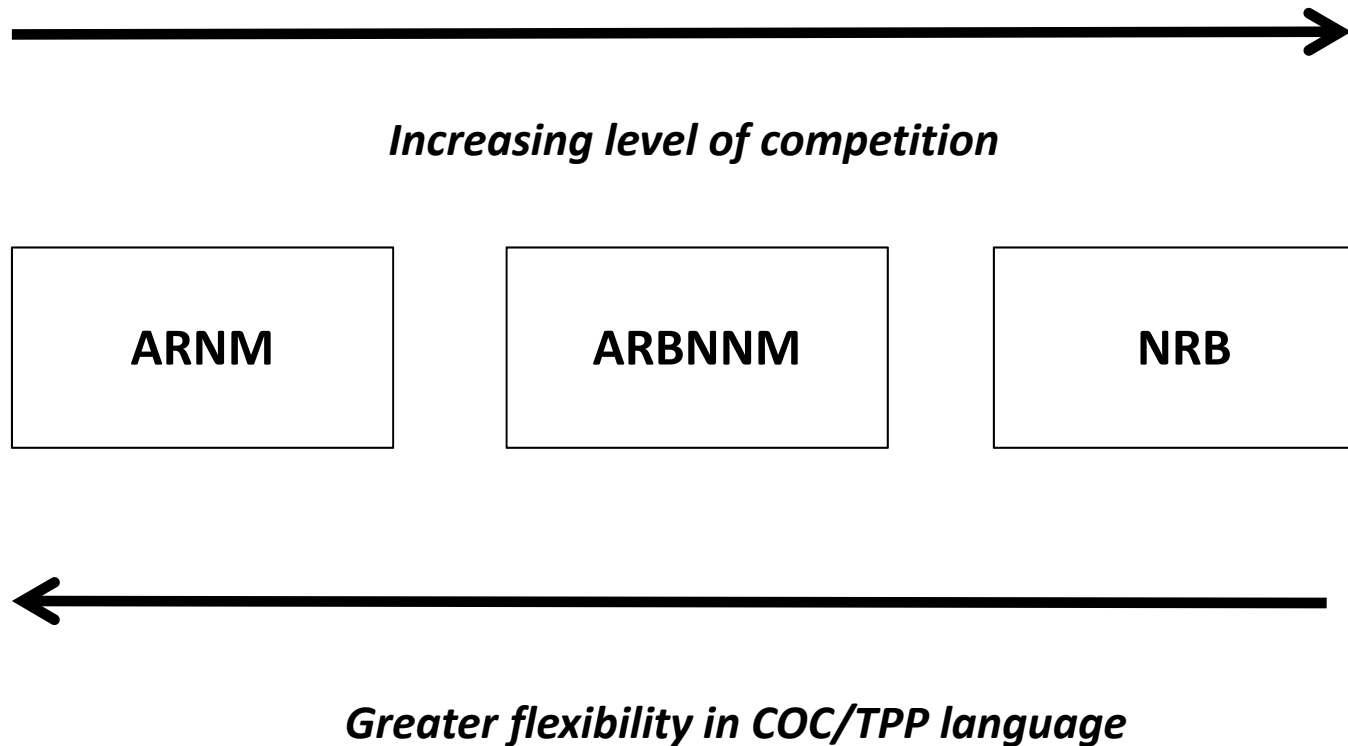 Increasing level of competition
ARNM
ARBNNM
NRB
Greater flexibility in COC/TPP language